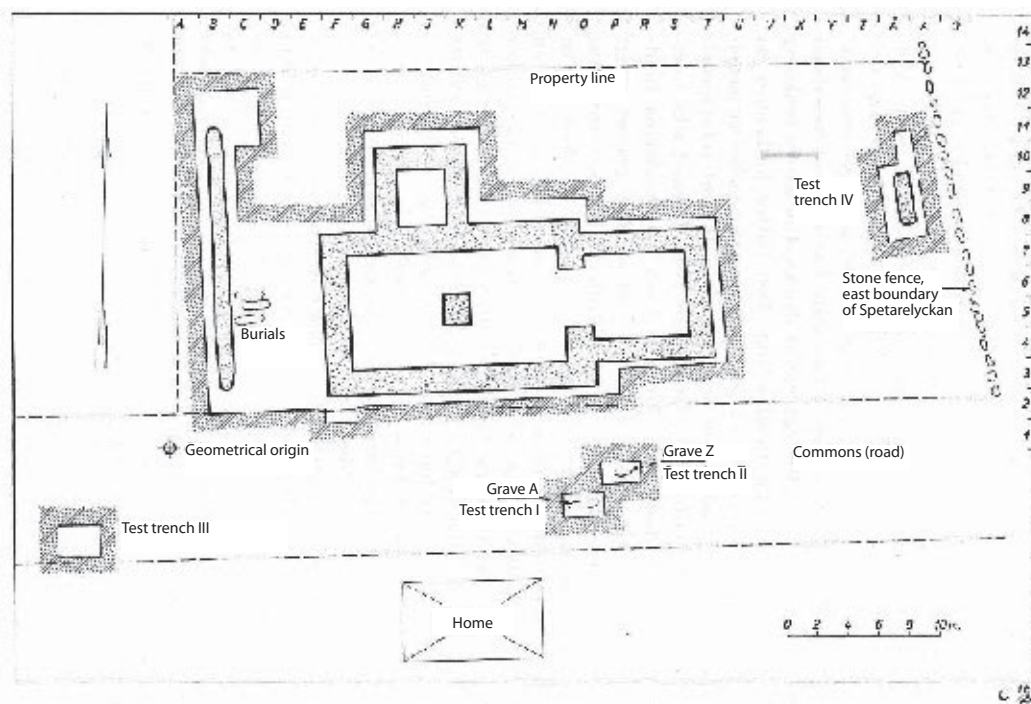 A B C D E F G H J K L M N O P R S T U V X Y Z
14
13
Property line
12
11
10
Test
trench IV
9
8
7
Stone fence,
east boundary
of Spetarelyckan
6
5
Burials
4
3
2
1
Geometrical origin
Commons (road)
Grave Z
Test trench II
Grave A
Test trench I
Test trench III
Home
0 2 4 6 8 10 m.